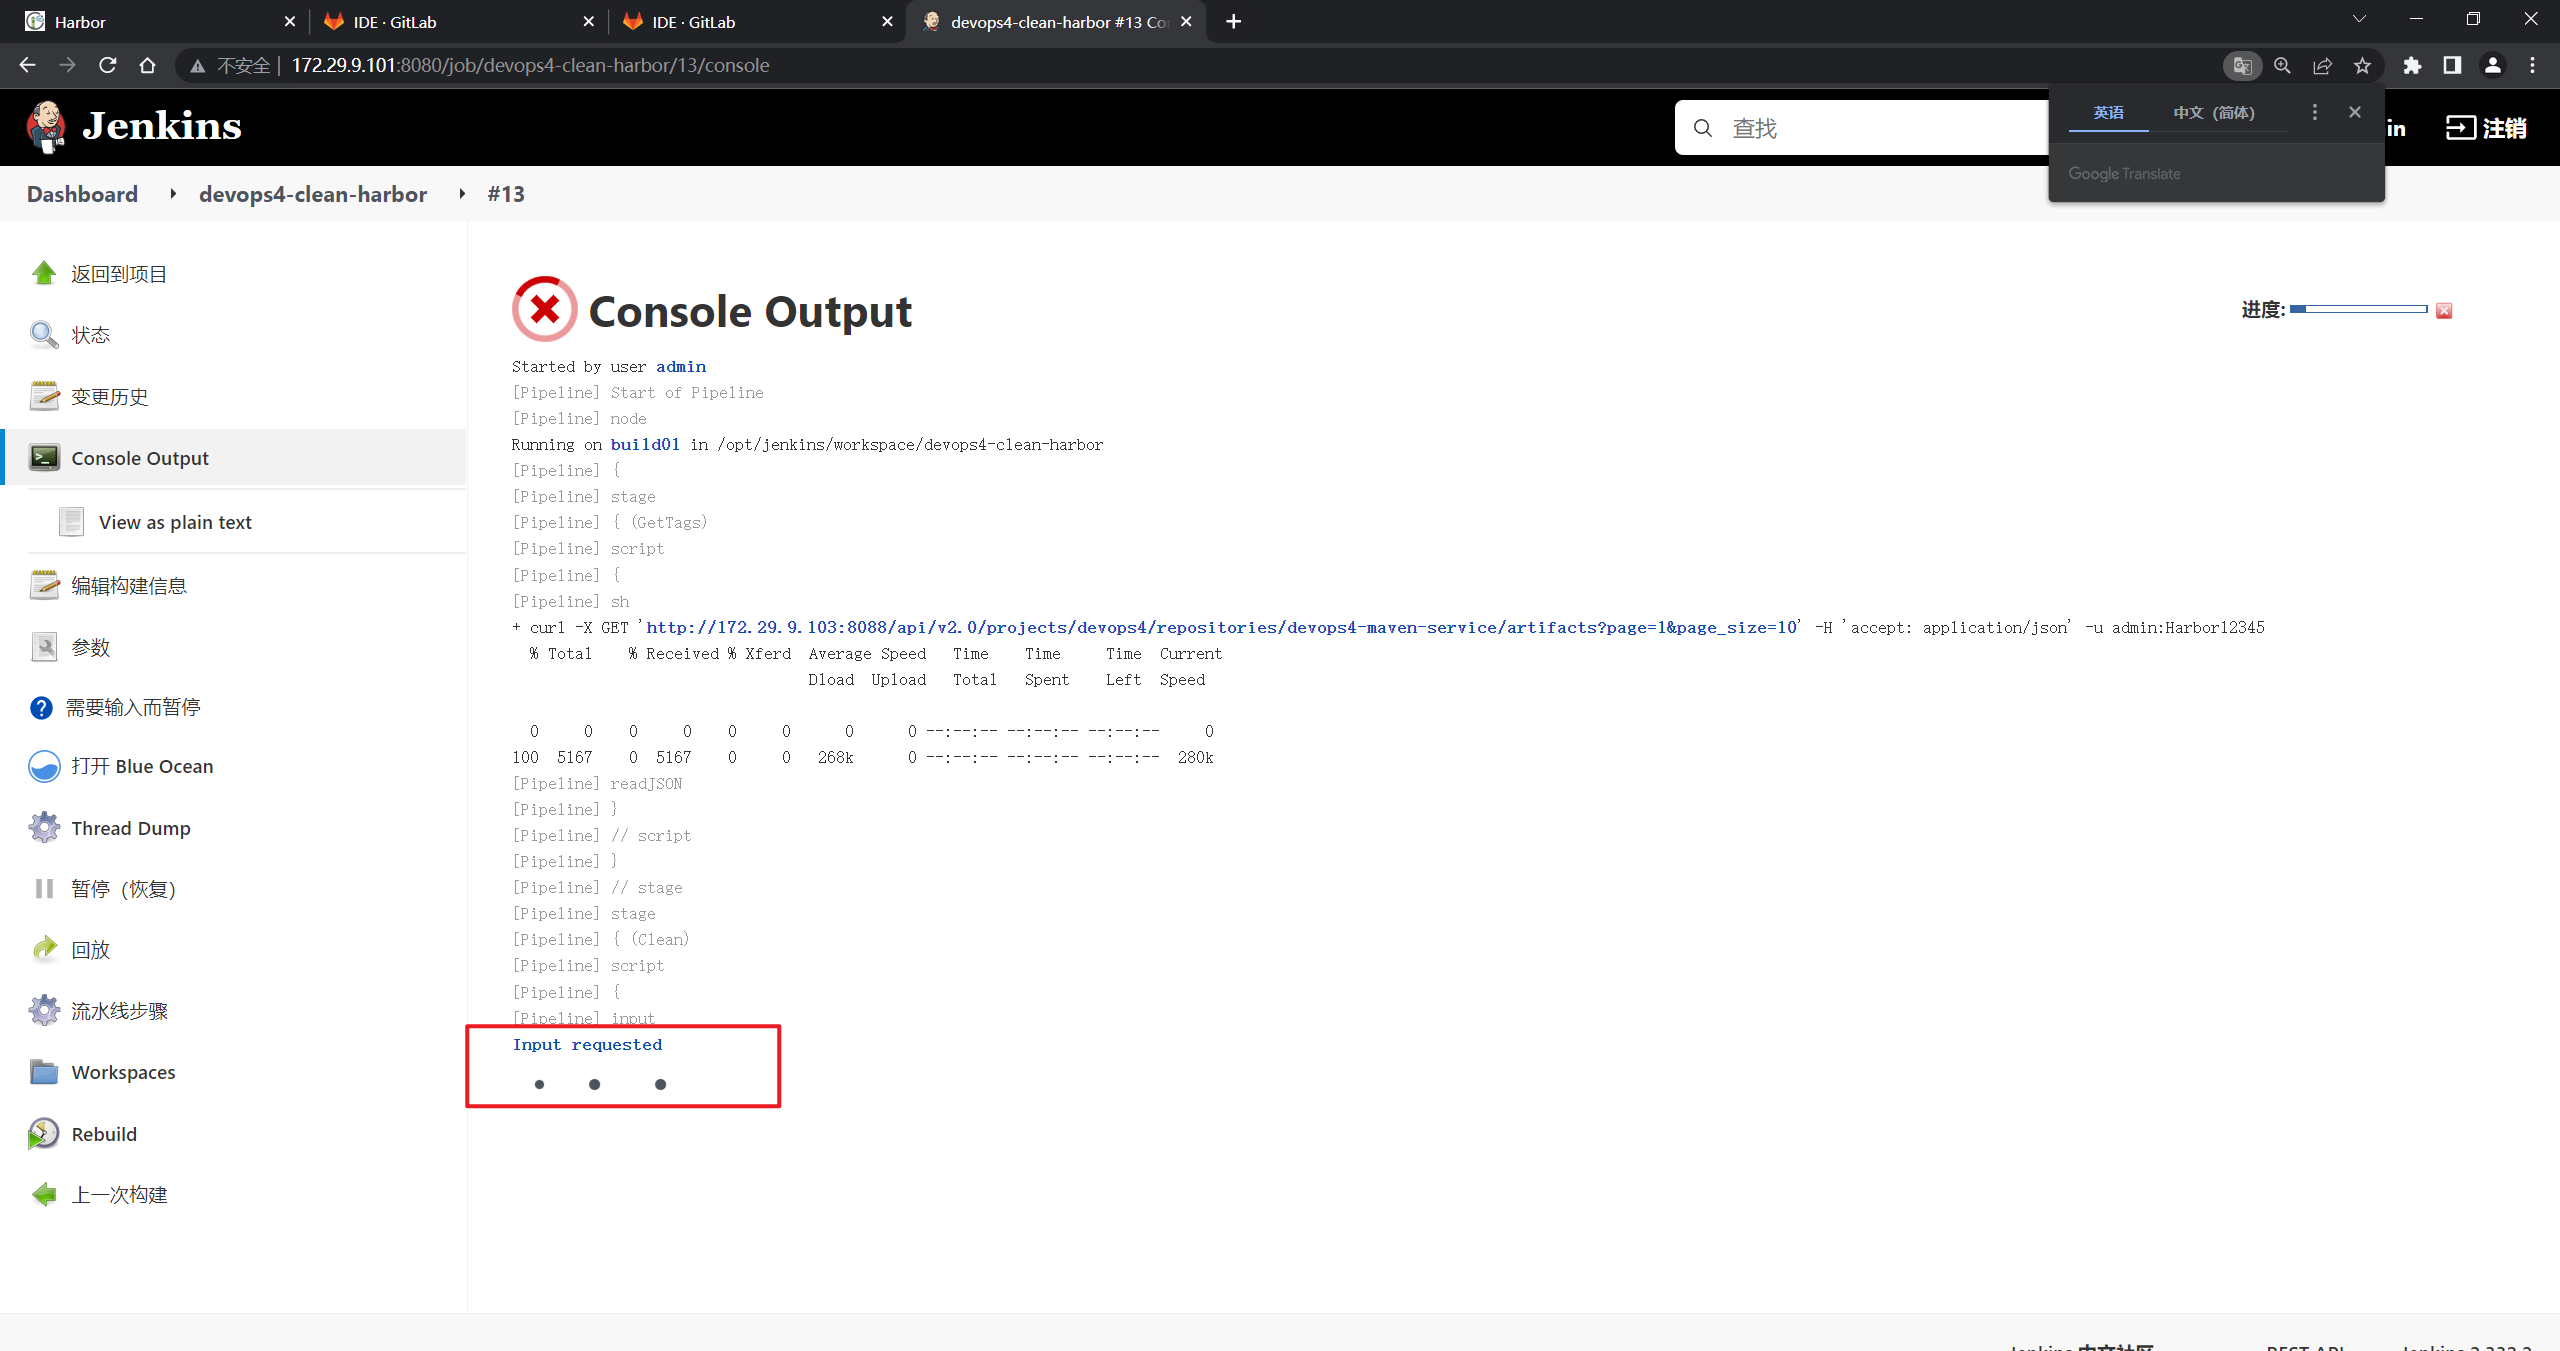 Harbor
IDE · GitLab
IDE · GitLab
devops4-clean-harbor #13 Co
不安全 | 172.29.9.101:8080/job/devops4-clean-harbor/13/console
Jenkins
查找
英语
中文（简体）
Google Translate
in
注销
Dashboard
devops4-clean-harbor
#13
返回到项目
状态
变更历史
Console Output
View as plain text
编辑构建信息
参数
需要输入而暂停
打开 Blue Ocean
Thread Dump
暂停（恢复）
回放
流水线步骤
Workspaces
Rebuild
上一次构建
Console Output
进度:
Started by user admin
[Pipeline] Start of Pipeline
[Pipeline] node
Running on build01 in /opt/jenkins/workspace/devops4-clean-harbor
[Pipeline] {
[Pipeline] stage
[Pipeline] { (GetTags)
[Pipeline] script
[Pipeline] {
[Pipeline] sh
+ curl -X GET 'http://172.29.9.103:8088/api/v2.0/projects/devops4/repositories/devops4-maven-service/artifacts?page=1&page_size=10' -H 'accept: application/json' -u admin:Harbor12345
% Total % Received % Xferd Average Speed Time Time Time Current
Dload Upload Total Spent Left Speed
0 0 0 0 0 0 0 0 --:--:-- --:--:-- --:--:-- 0
100 5167 0 5167 0 0 268k 0 --:--:-- --:--:-- --:--:-- 280k
[Pipeline] readJSON
[Pipeline] }
[Pipeline] // script
[Pipeline] }
[Pipeline] // stage
[Pipeline] stage
[Pipeline] { (Clean)
[Pipeline] script
[Pipeline] {
[Pipeline] input
Input requested
Jenkins 中文社区
REST API
Jenkins 2.332.2